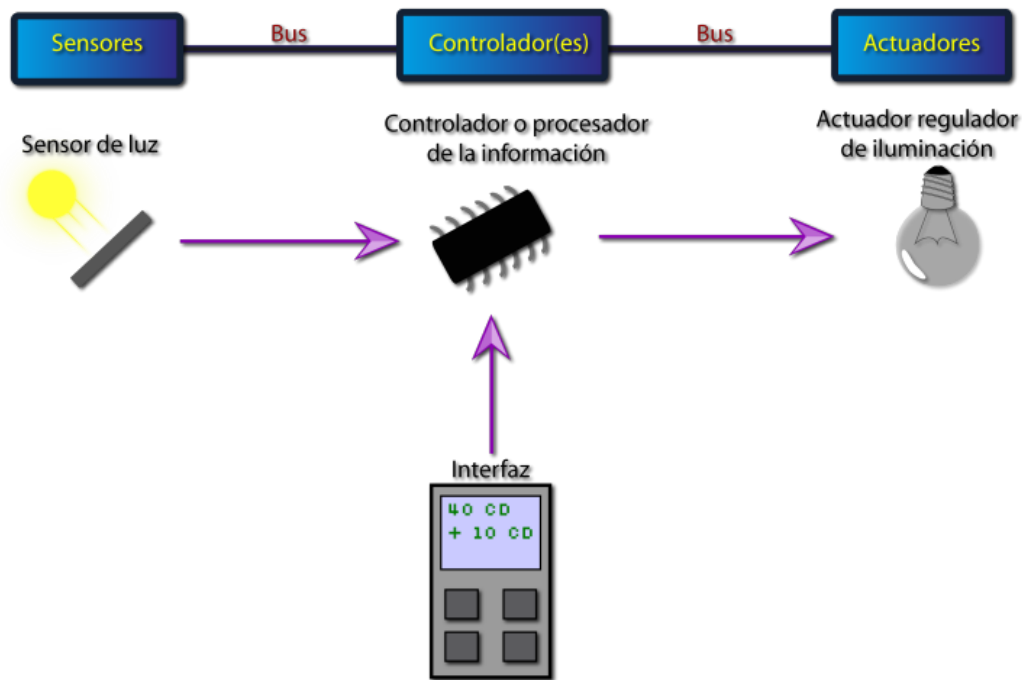 Sensores
Bus
Controlador(es)
Bus
Actuadores
Sensor de luz
Controlador o procesador
de la información
Actuador regulador
de iluminación
Interfaz
40 CD
+ 10 CD